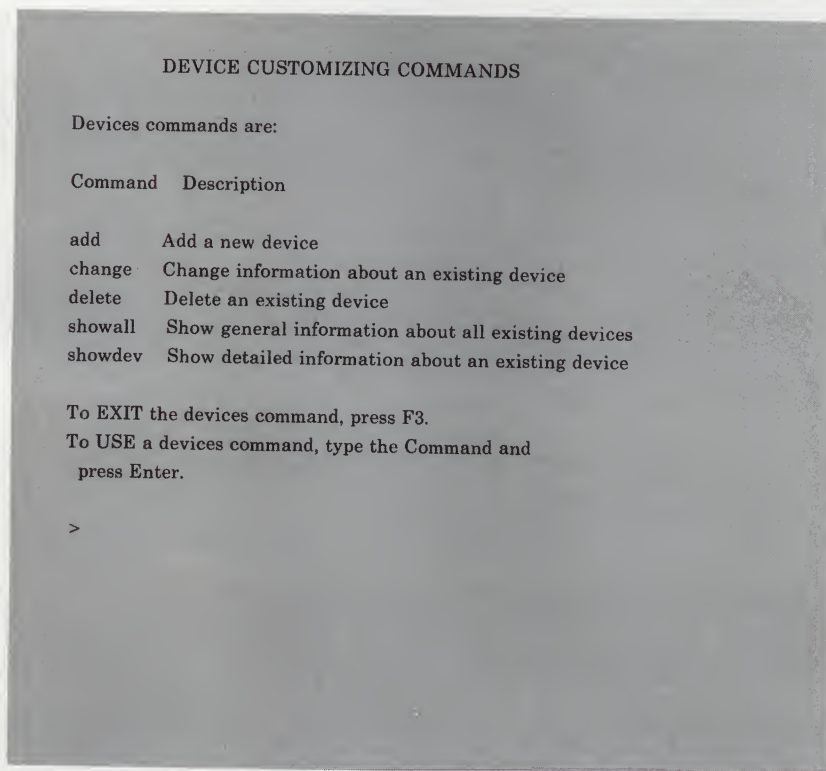 DEVICE CUSTOMIZING COMMANDS
Devices commands are:
Command Description
add Add a new device
change Change information about an existing device
delete Delete an existing device
showall Show general information about all existing devices
showdev Show detailed information about an existing device
To EXIT the devices command, press F3.
To USE a devices command, type the Command and
press Enter.
>